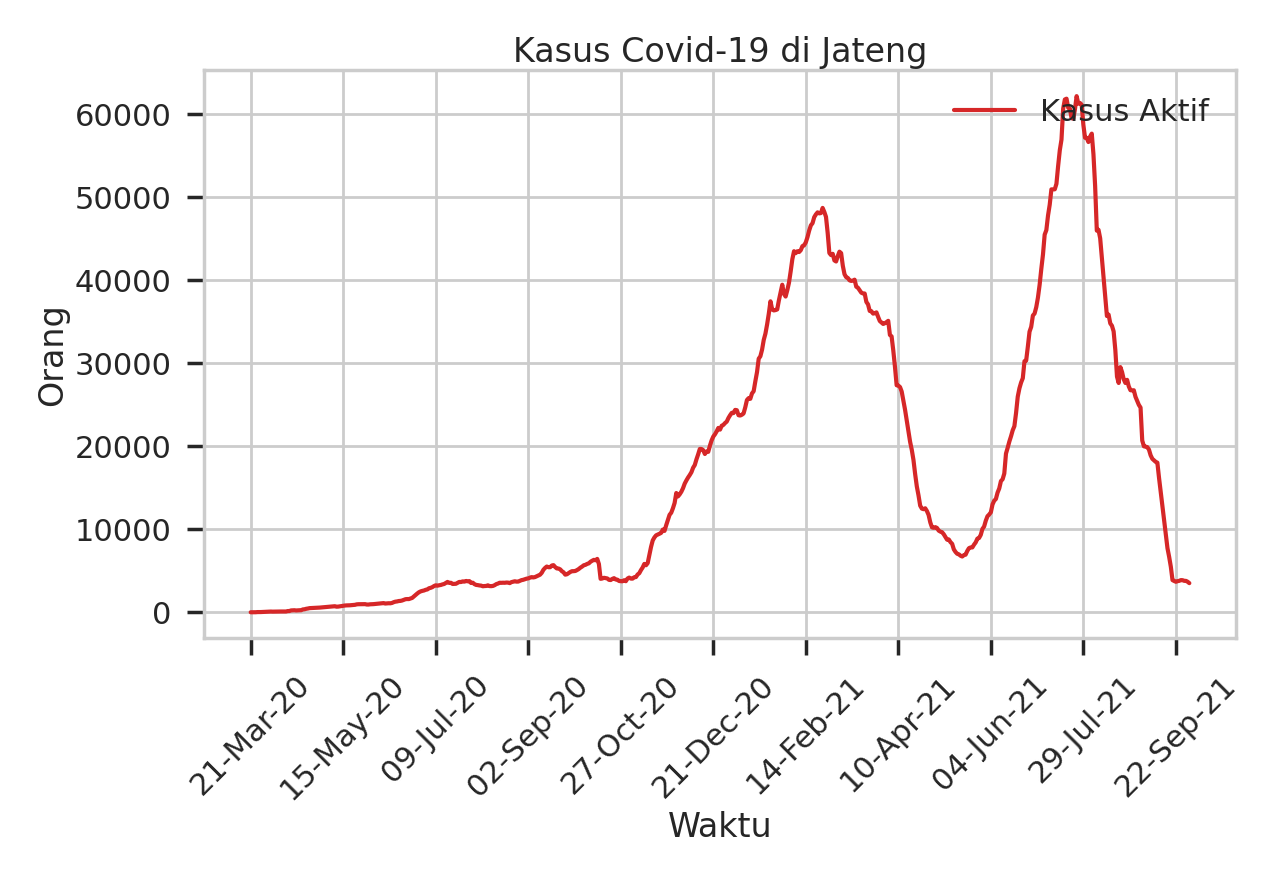 Kasus Covid-19 di Jateng
Kasus Aktif
60000
50000
40000
30000
20000
10000
0
Orang
21-Mar-20
15-May-20
09-Jul-20
02-Sep-20
27-Oct-20
21-Dec-20
14-Feb-21
10-Apr-21
04-Jun-21
29-Jul-21
22-Sep-21
Waktu